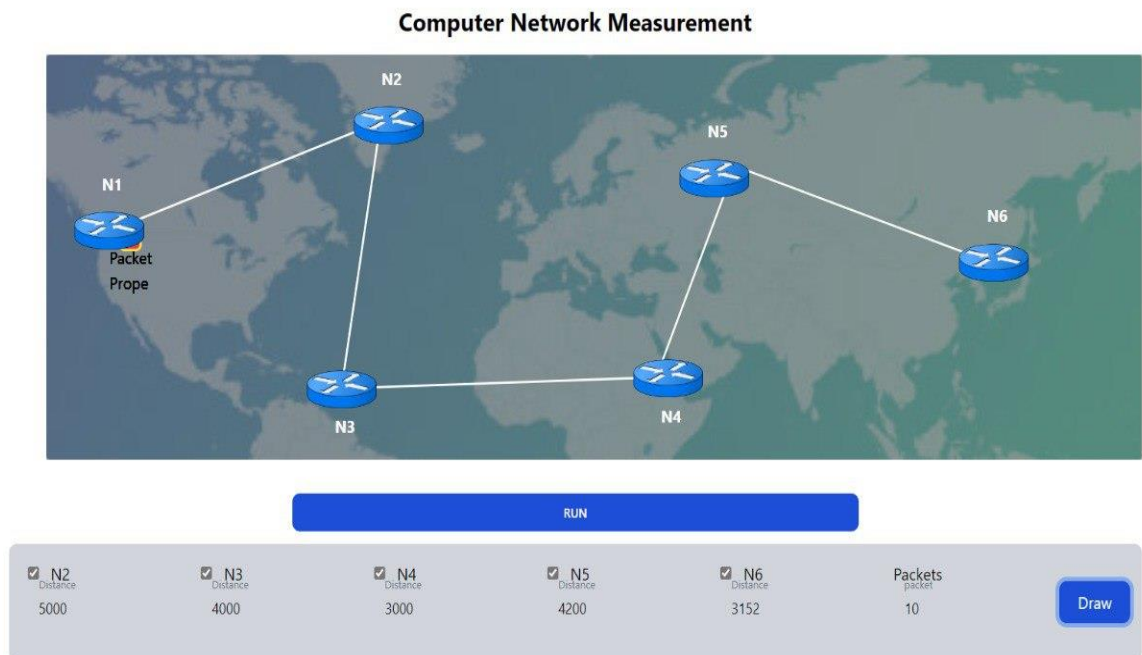 Computer Network Measurement
N2
N5
N1
N6
Packet
Prope
N3
N4
RUN
N2 N3 N4 N5 N6 Packets
Distance Distance Distance Distance Distance packet
5000 4000 3000 4200 3152 10
Draw